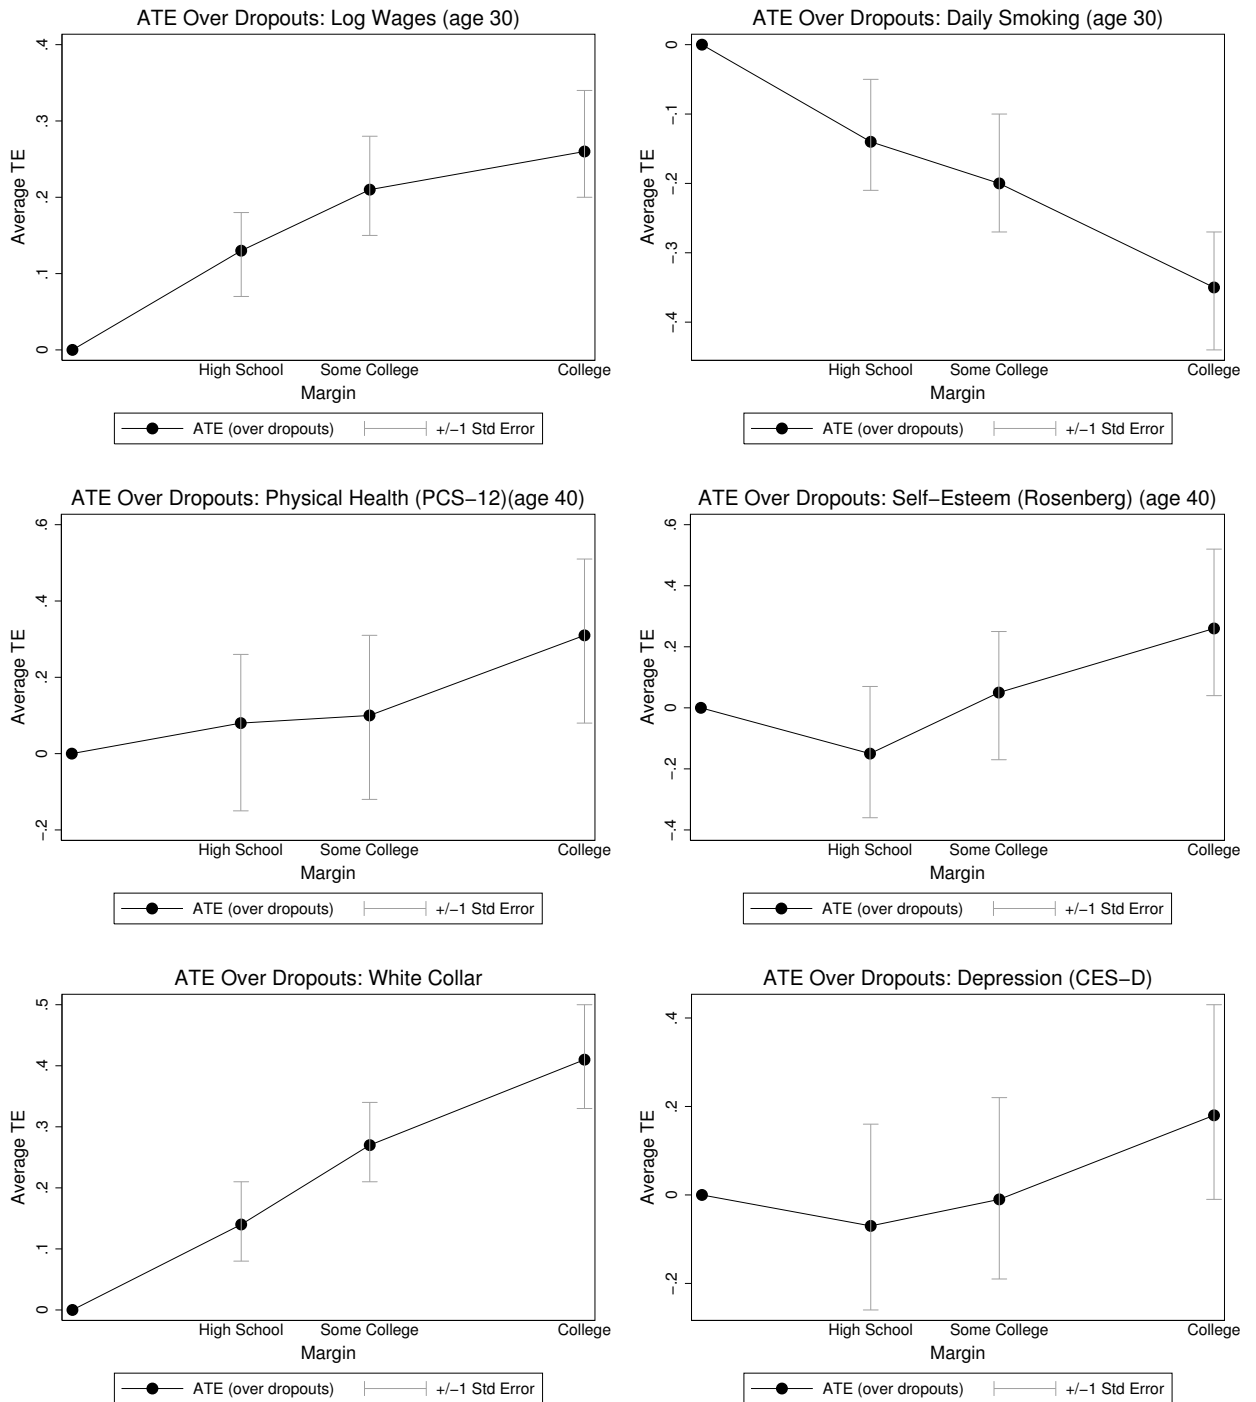 ATE Over Dropouts: Log Wages (age 30)
Average TE
.4
.3
.2
.1
0
High School Some College College
Margin
ATE (over dropouts) +/−1 Std Error
ATE Over Dropouts: Daily Smoking (age 30)
Average TE
0
−.1
−.2
−.3
−.4
High School Some College College
Margin
ATE (over dropouts) +/−1 Std Error
ATE Over Dropouts: Physical Health (PCS−12)(age 40)
Average TE
.6
.4
.2
0
−.2
High School Some College College
Margin
ATE (over dropouts) +/−1 Std Error
ATE Over Dropouts: Self−Esteem (Rosenberg) (age 40)
Average TE
.6
.4
.2
0
−.2
−.4
High School Some College College
Margin
ATE (over dropouts) +/−1 Std Error
ATE Over Dropouts: White Collar
Average TE
.5
.4
.3
.2
.1
0
High School Some College College
Margin
ATE (over dropouts) +/−1 Std Error
ATE Over Dropouts: Depression (CES−D)
Average TE
.4
.2
0
−.2
High School Some College College
Margin
ATE (over dropouts) +/−1 Std Error